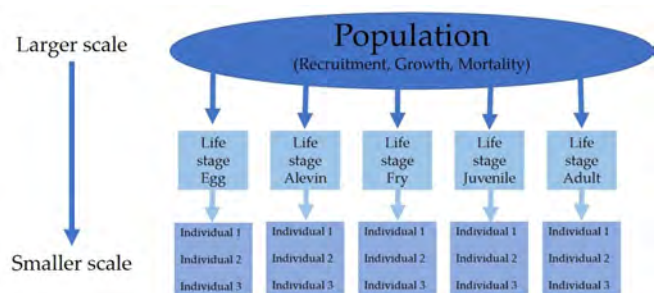 Larger scale
Population
(Recruitment, Growth, Mortality)
Life
stage
Egg
Life
stage
Alevin
Life
stage
Fry
Life
stage
Juvenile
Life
stage
Adult
Individual 1
Individual 2
Individual 3
Individual 1
Individual 2
Individual 3
Individual 1
Individual 2
Individual 3
Individual 1
Individual 2
Individual 3
Individual 1
Individual 2
Individual 3
Smaller scale